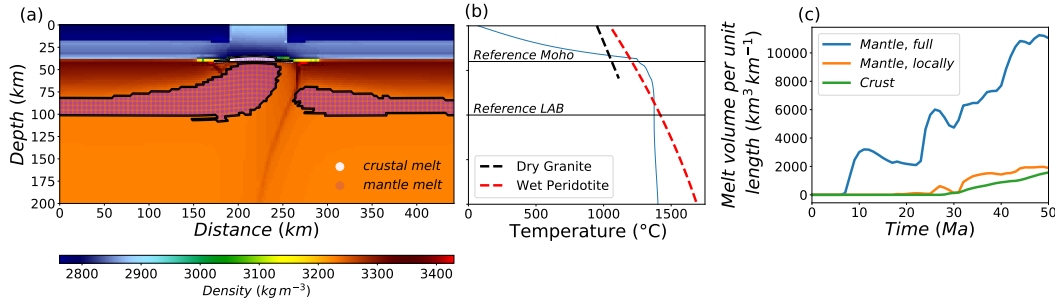 (a)
0
25
50
75
100
125
150
175
200
Depth (km)
crustal melt
mantle melt
0 50 100 150 200 250 300 350 400
Distance (km)
2800 2900 3000 3100 3200 3300 3400
Density (kg m⁻³)
(b)
Reference Moho
Reference LAB
Dry Granite
Wet Peridotite
0 500 1000 1500
Temperature (°C)
(c)
Melt volume per unit
length (km³ km⁻¹)
10000
8000
6000
4000
2000
0
Mantle, full
Mantle, locally
Crust
0 10 20 30 40 50
Time (Ma)